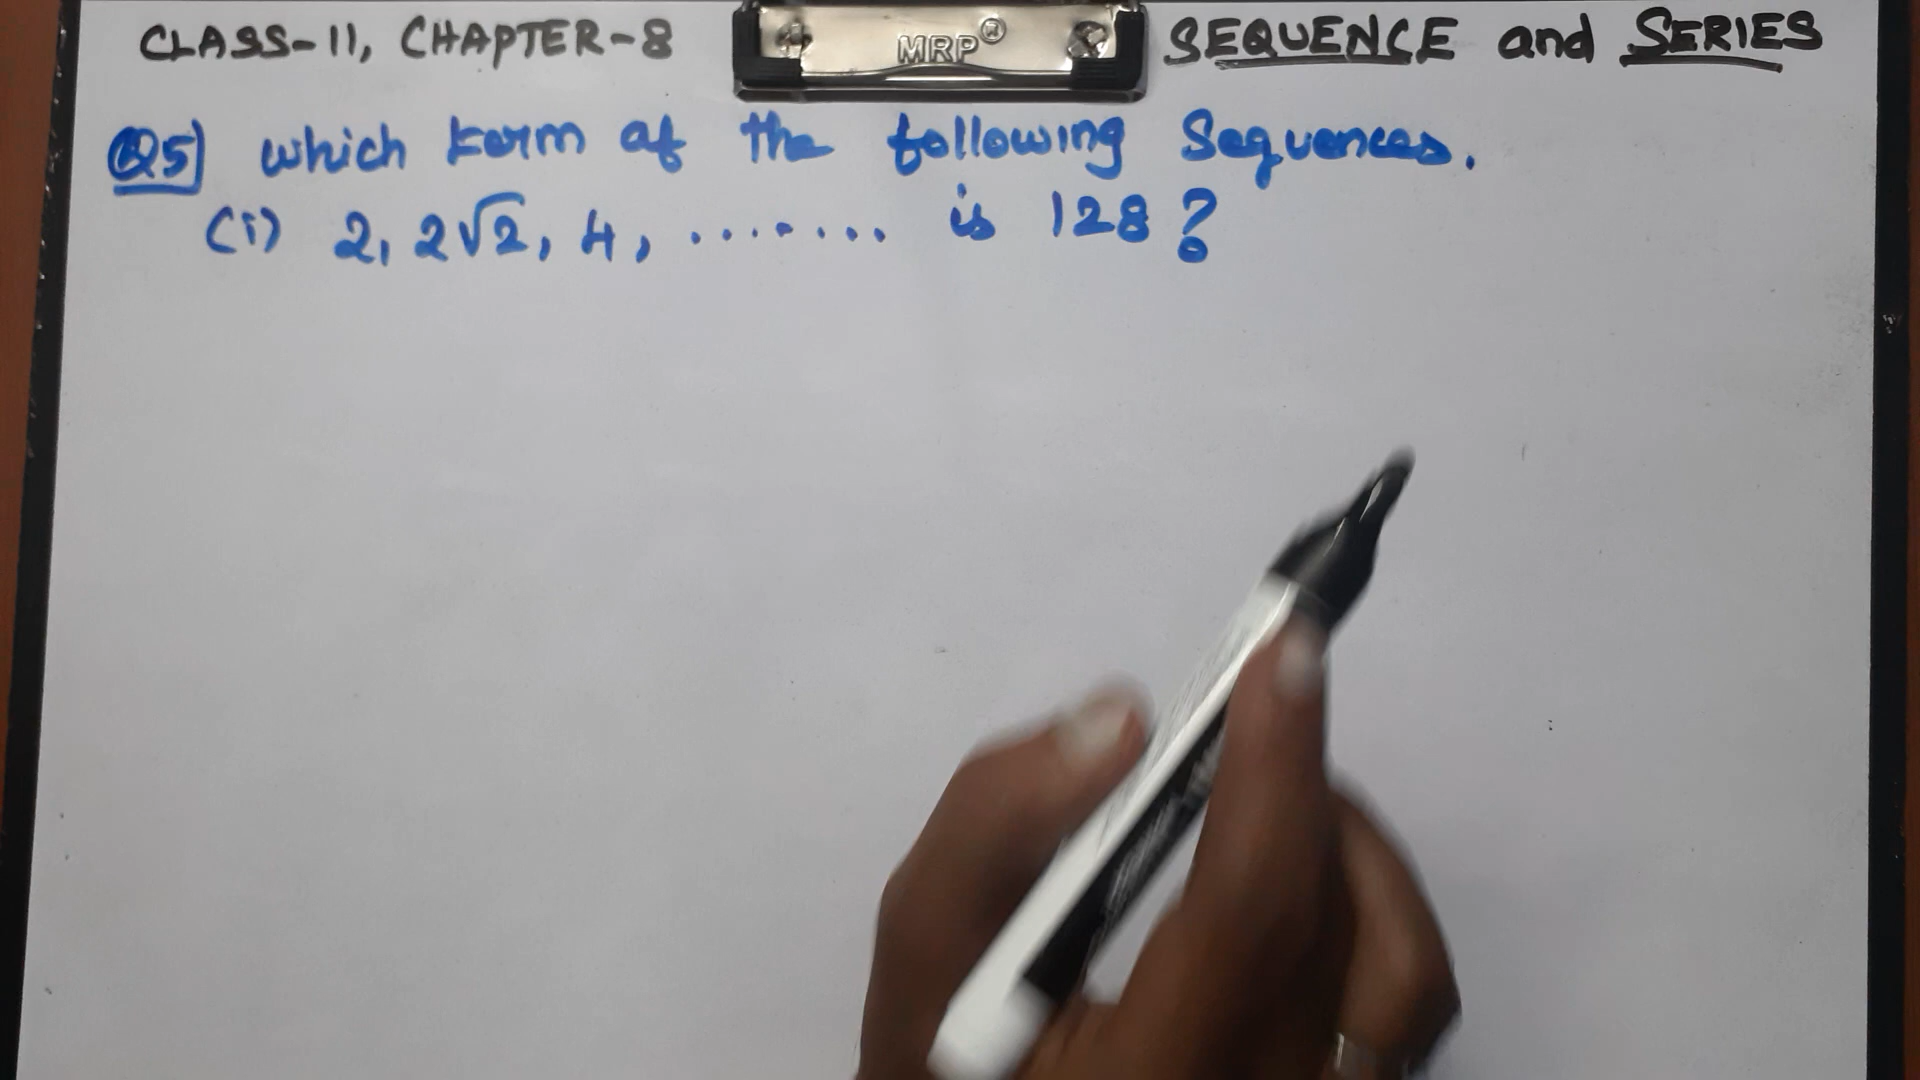 CLASS-11, CHAPTER-8 MRP® SEQUENCE and SERIES
Q5) which term of the following Sequences.
(i) 2, 2√2, 4, ........ is 128?